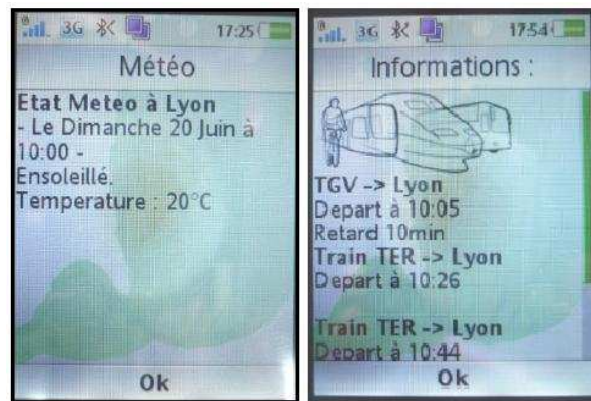 3G
17:25
Météo
Etat Meteo à Lyon
- Le Dimanche 20 Juin à
10:00 -
Ensoleillé.
Temperature : 20°C
Ok
3G
17:54
Informations :
TGV -> Lyon
Depart à 10:05
Retard 10min
Train TER -> Lyon
Depart à 10:26
Train TER -> Lyon
Depart à 10:44
Ok